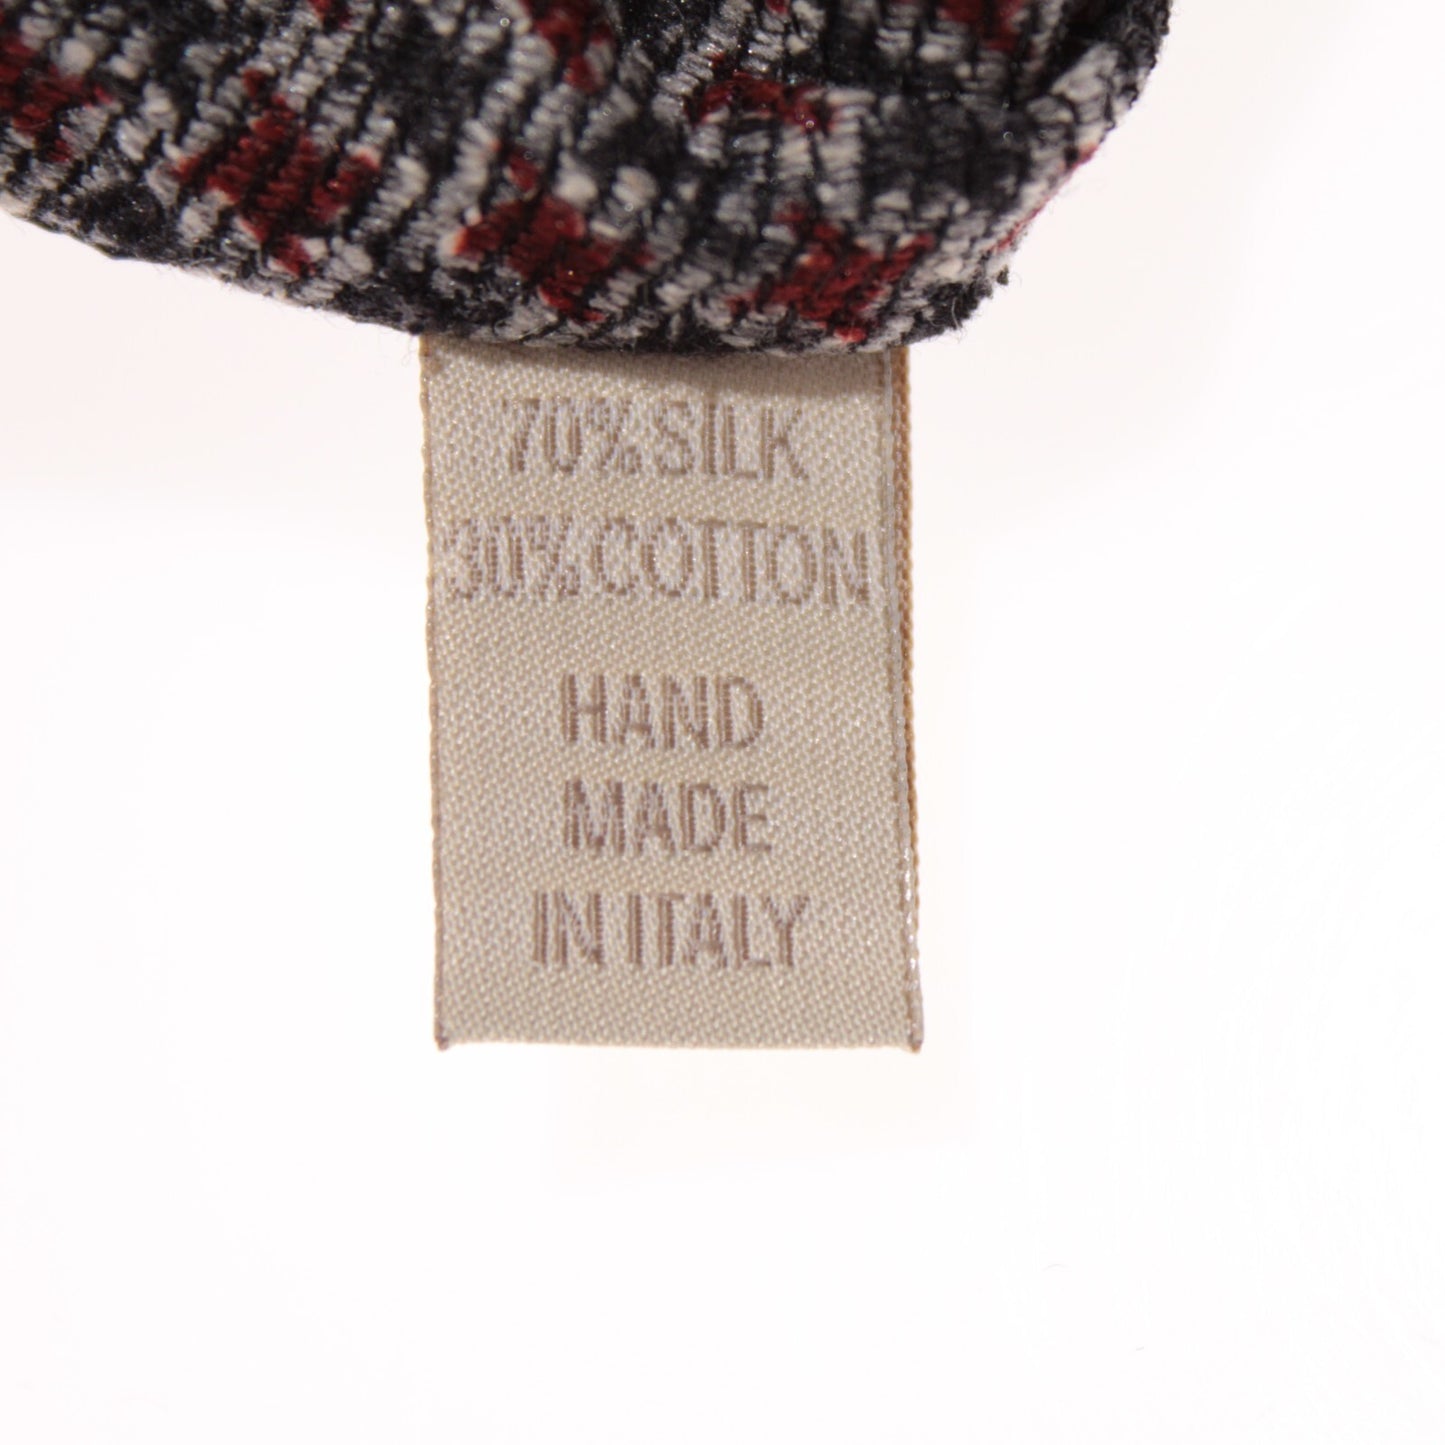 70% SILK
30% COTTON
HAND
MADE
IN ITALY